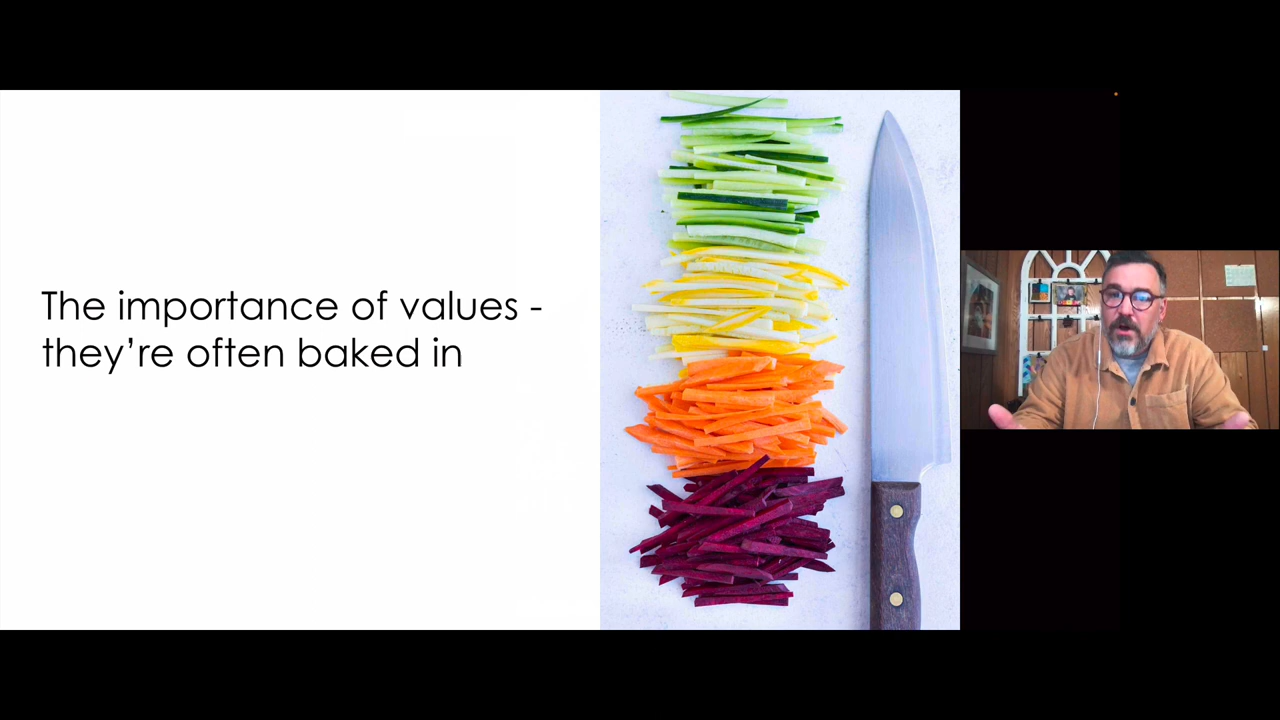 The importance of values -
they’re often baked in